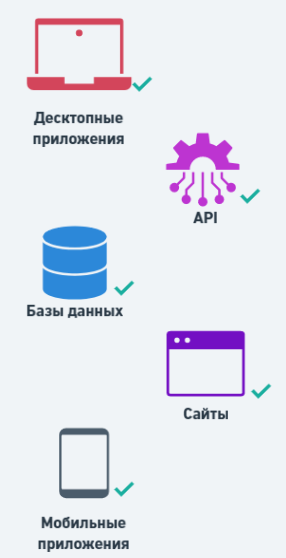 Десктопные
приложения
API
Базы данных
Сайты
Мобильные
приложения